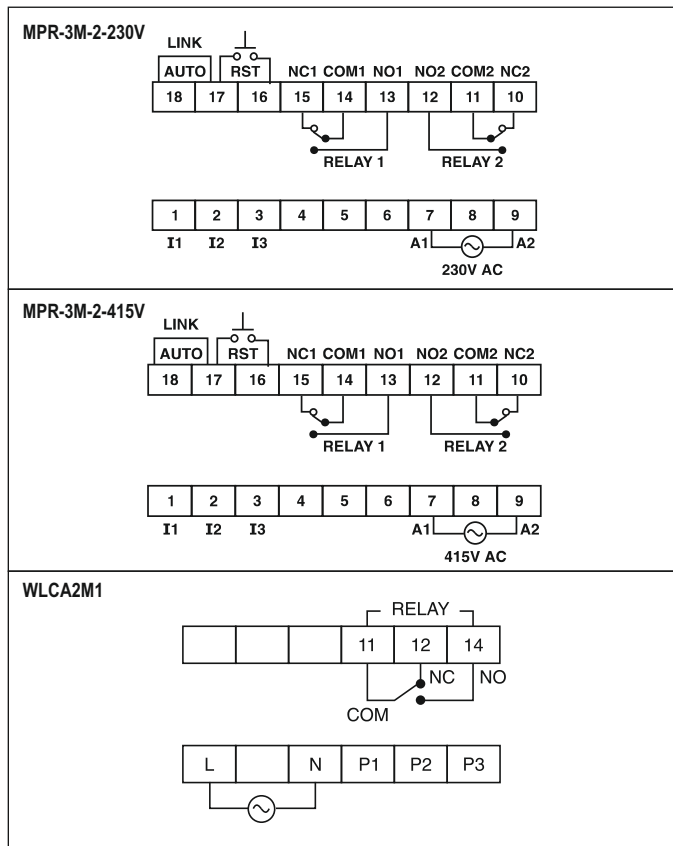 MPR-3M-2-230V
LINK
AUTO RST NC1 COM1 NO1 NO2 COM2 NC2
18 17 16 15 14 13 12 11 10
RELAY 1 RELAY 2
1 2 3 4 5 6 7 8 9
I1 I2 I3 A1 A2
230V AC
MPR-3M-2-415V
LINK
AUTO RST NC1 COM1 NO1 NO2 COM2 NC2
18 17 16 15 14 13 12 11 10
RELAY 1 RELAY 2
1 2 3 4 5 6 7 8 9
I1 I2 I3 A1 A2
415V AC
WLCA2M1
RELAY
11 12 14
NC NO
COM
L N P1 P2 P3